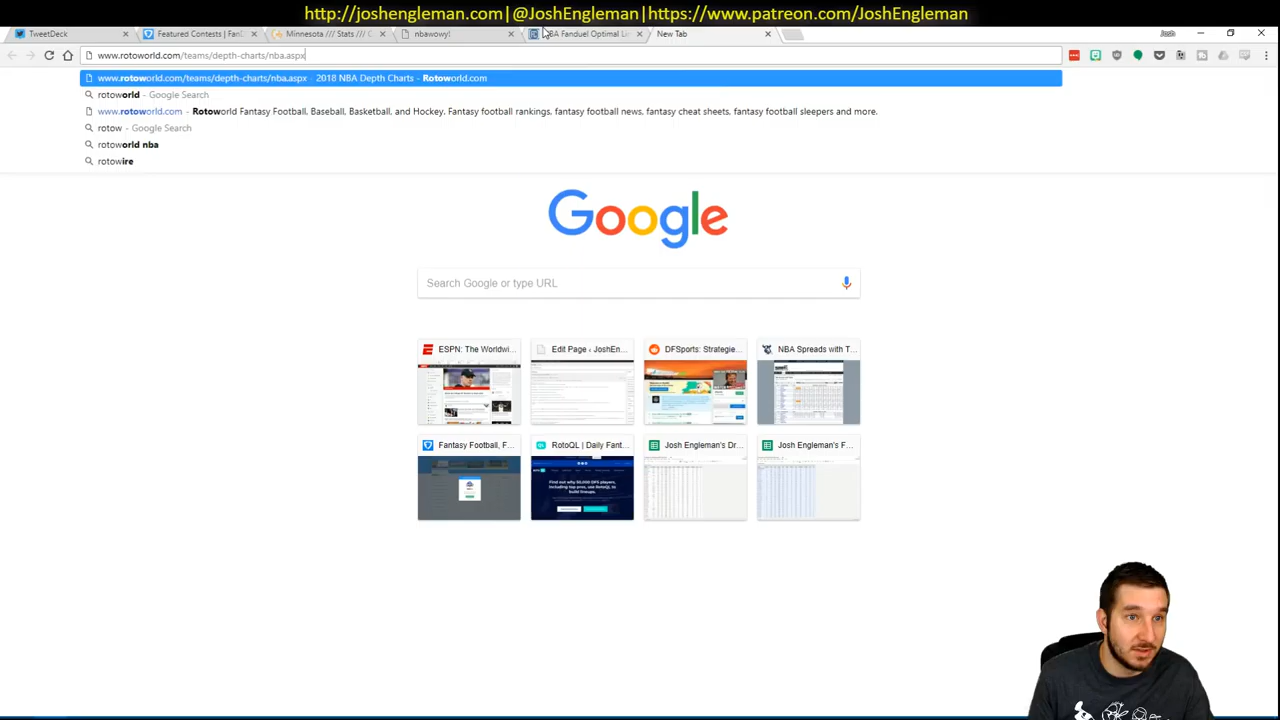 http://joshengleman.com|@JoshEngleman|https://www.patreon.com/JoshEngleman
TweetDeck
Featured Contests | Fan
Minnesota /// Stats /// C
nbawowy!
BA Fanduel Optimal Li
New Tab
Josh
www.rotoworld.com/teams/depth-charts/nba.aspx
www.rotoworld.com/teams/depth-charts/nba.aspx - 2018 NBA Depth Charts - Rotoworld.com
rotoworld - Google Search
www.rotoworld.com - Rotoworld Fantasy Football, Baseball, Basketball, and Hockey. Fantasy football rankings, fantasy football news, fantasy cheat sheets, fantasy football sleepers and more.
rotow - Google Search
rotoworld nba
rotowire
Google
Search Google or type URL
ESPN: The Worldwi...
Edit Page ‹ JoshEn...
DFSports: Strategie...
NBA Spreads with T...
Fantasy Football, F...
RotoQL | Daily Fant...
Josh Engleman's Dr...
Josh Engleman's F...